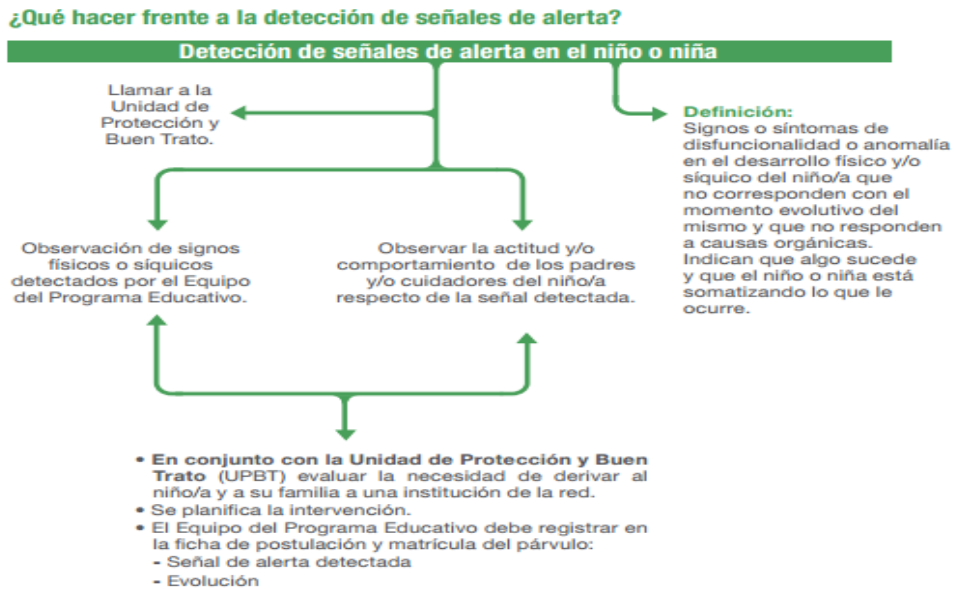 ¿Qué hacer frente a la detección de señales de alerta?
Detección de señales de alerta en el niño o niña
Llamar a la
Unidad de
Protección y
Buen Trato.
Definición:
Signos o síntomas de
disfuncionalidad o anomalía
en el desarrollo físico y/o
síquico del niño/a que
no corresponden con el
momento evolutivo del
mismo y que no responden
a causas orgánicas.
Indican que algo sucede
y que el niño o niña está
somatizando lo que le
ocurre.
Observación de signos
físicos o síquicos
detectados por el Equipo
del Programa Educativo.
Observar la actitud y/o
comportamiento de los padres
y/o cuidadores del niño/a
respecto de la señal detectada.
• En conjunto con la Unidad de Protección y Buen
Trato (UPBT) evaluar la necesidad de derivar al
niño/a y a su familia a una institución de la red.
• Se planifica la intervención.
• El Equipo del Programa Educativo debe registrar en
la ficha de postulación y matrícula del párvulo:
- Señal de alerta detectada
- Evolución